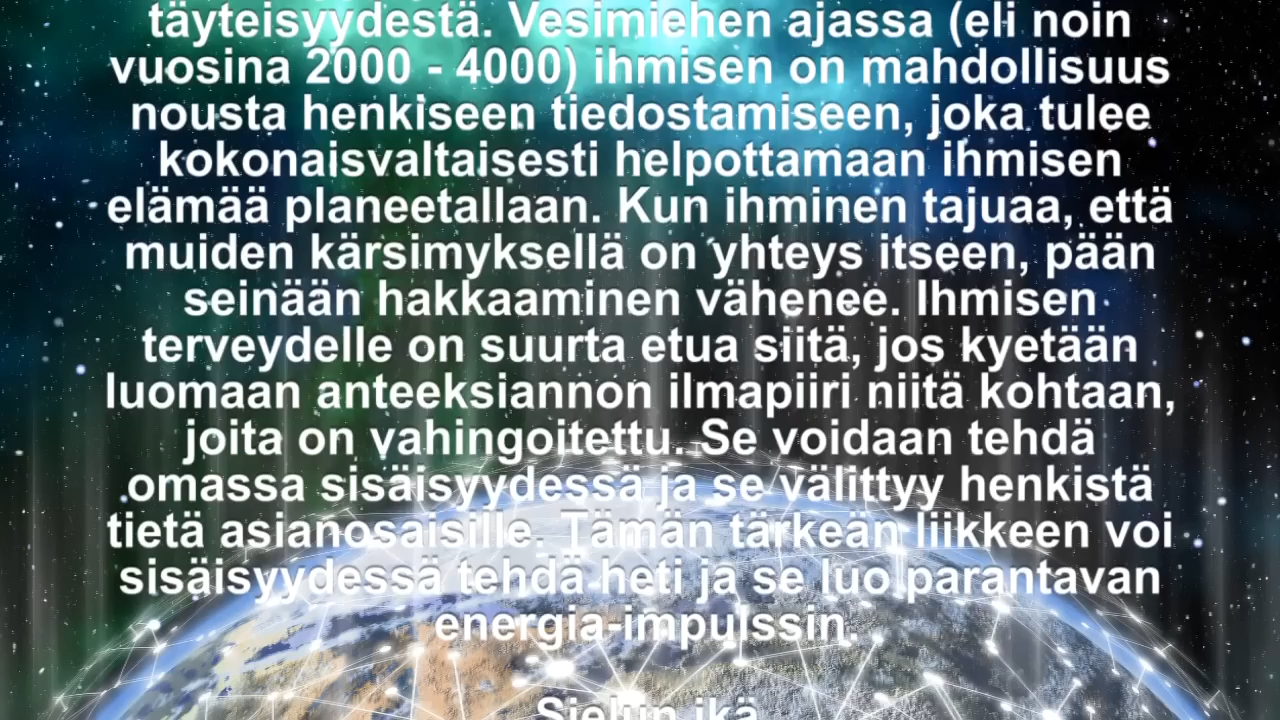 täyteisyydestä. Vesimiehen ajassa (eli noin
vuosina 2000 - 4000) ihmisen on mahdollisuus
nousta henkiseen tiedostamiseen, joka tulee
kokonaisvaltaisesti helpottamaan ihmisen
elämää planeetallaan. Kun ihminen tajuaa, että
muiden kärsimyksellä on yhteys itseen, pään
seinään hakkaaminen vähenee. Ihmisen
terveydelle on suurta etua siitä, jos kyetään
luomaan anteeksiannon ilmapiiri niitä kohtaan,
joita on vahingoitettu. Se voidaan tehdä
omassa sisäisyydessä ja se välittyy henkistä
tietä asianosaisille. Tämän tärkeän liikkeen voi
sisäisyydessä tehdä heti ja se luo parantavan
energia-impulssin.
Sielun ikä